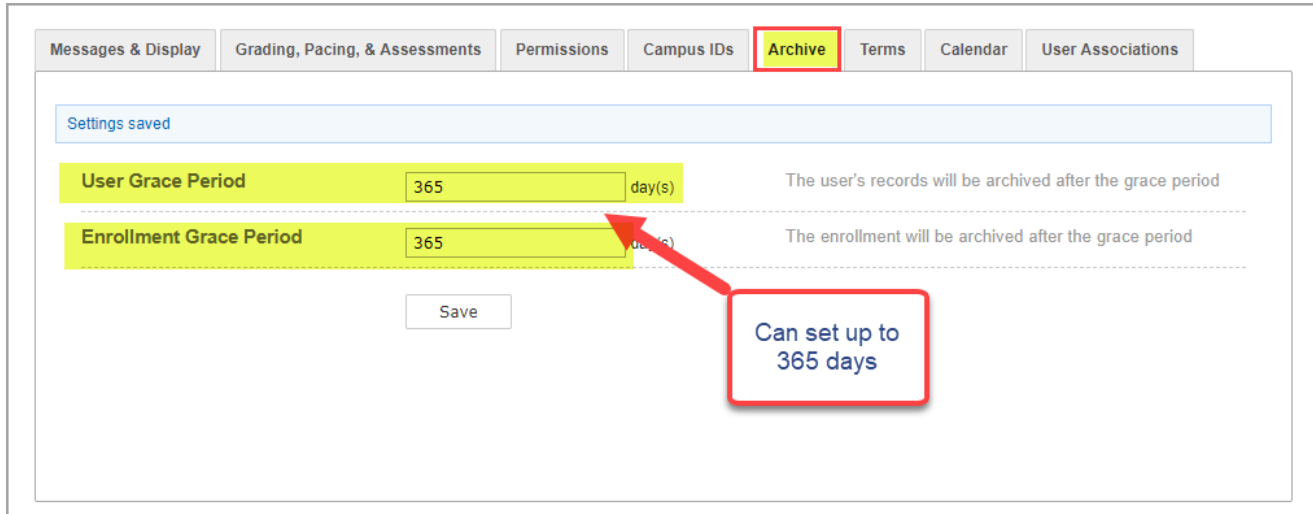 Messages & Display Grading, Pacing, & Assessments Permissions Campus IDs Archive Terms Calendar User Associations
Settings saved
User Grace Period 365 day(s) The user's records will be archived after the grace period
Enrollment Grace Period 365 day(s) The enrollment will be archived after the grace period
Save
Can set up to
365 days